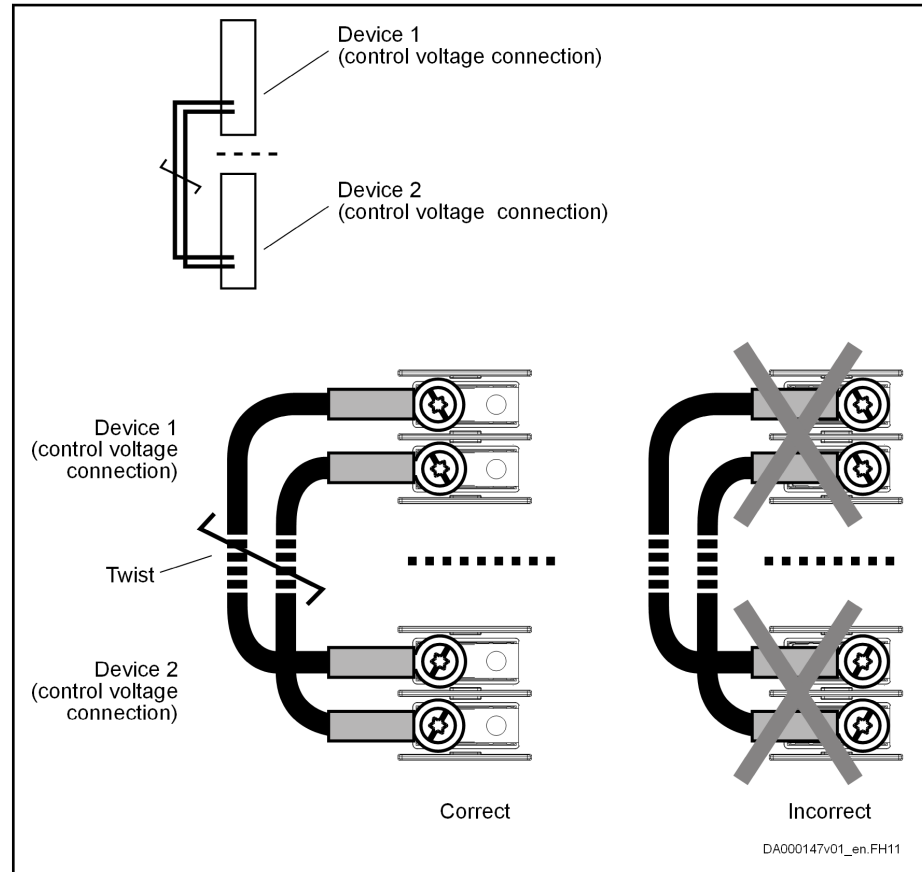 Device 1
(control voltage connection)
Device 2
(control voltage connection)
Device 1
(control voltage
connection)
Twist
Device 2
(control voltage
connection)
Correct
Incorrect
DA000147v01_en.FH11